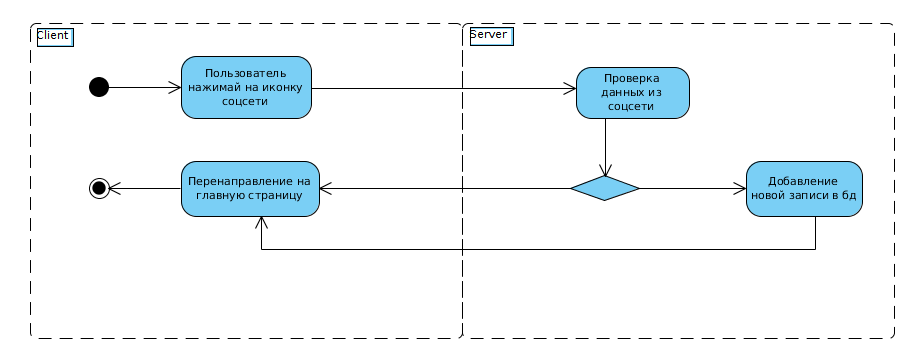 Client
Server
Пользователь
нажимай на иконку
соцсети
Проверка
данных из
соцсети
Перенаправление на
главную страницу
Добавление
новой записи в бд